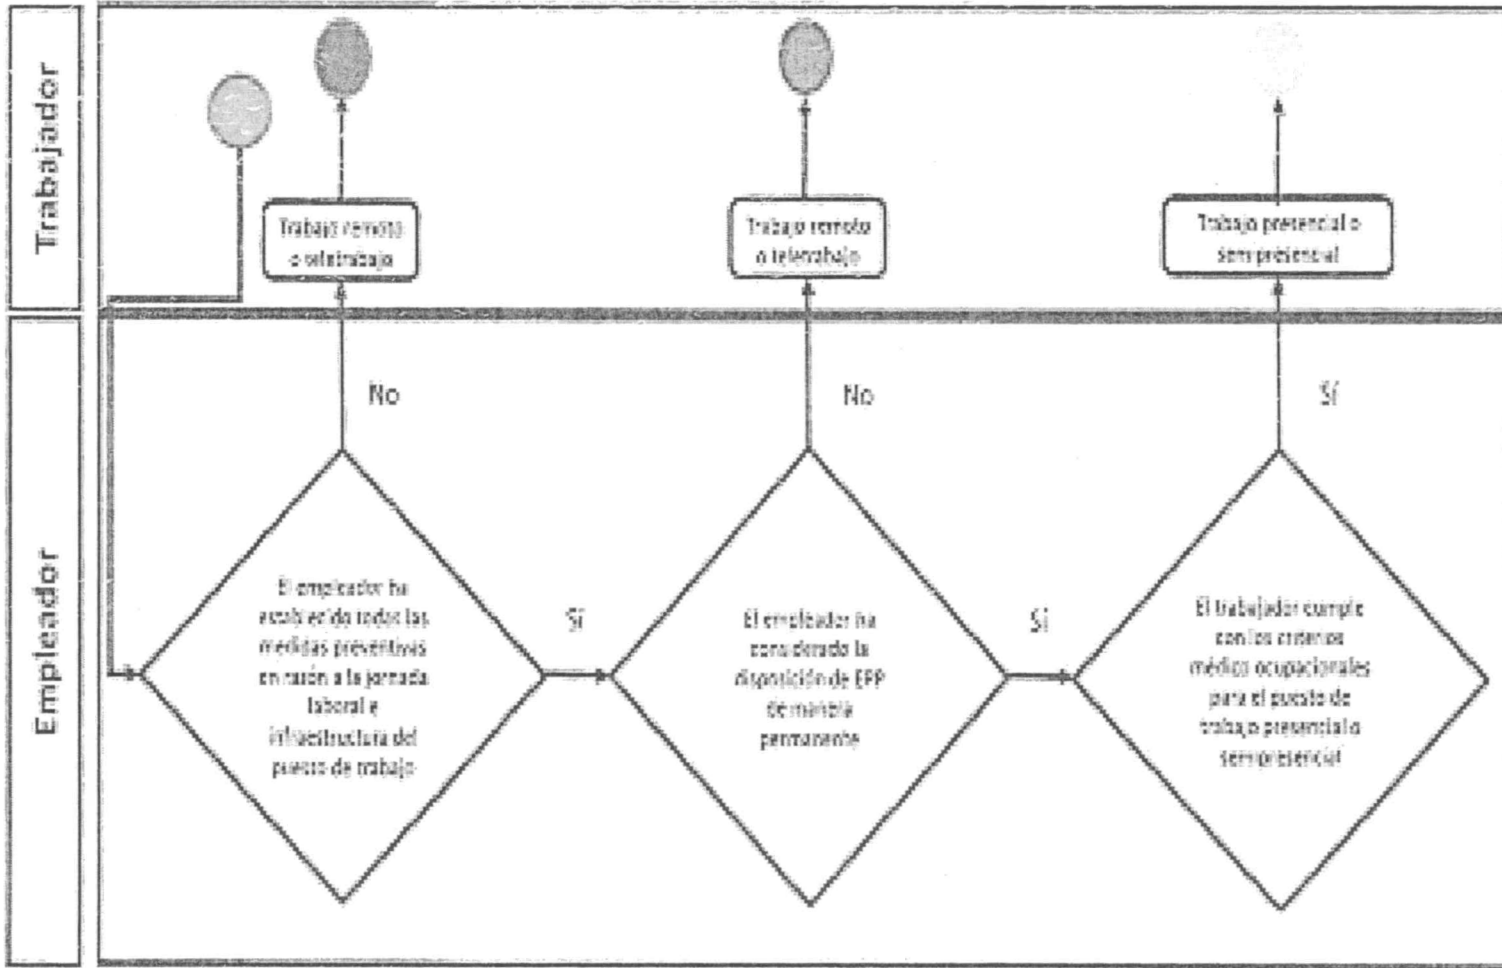 Trabajador
Trabajo remoto
o teletrabajo
Trabajo remoto
o teletrabajo
Trabajo presencial o
semipresencial
Empleador
No
No
Sí
El empleador ha
establecido todas las
medidas preventivas
en razón a la jornada
laboral e
infraestructura del
puesto de trabajo
Sí
El empleador ha
considerado la
disposición de EPP
de manera
permanente
Sí
El trabajador cumple
con los criterios
médico ocupacionales
para el puesto de
trabajo presencial o
semipresencial